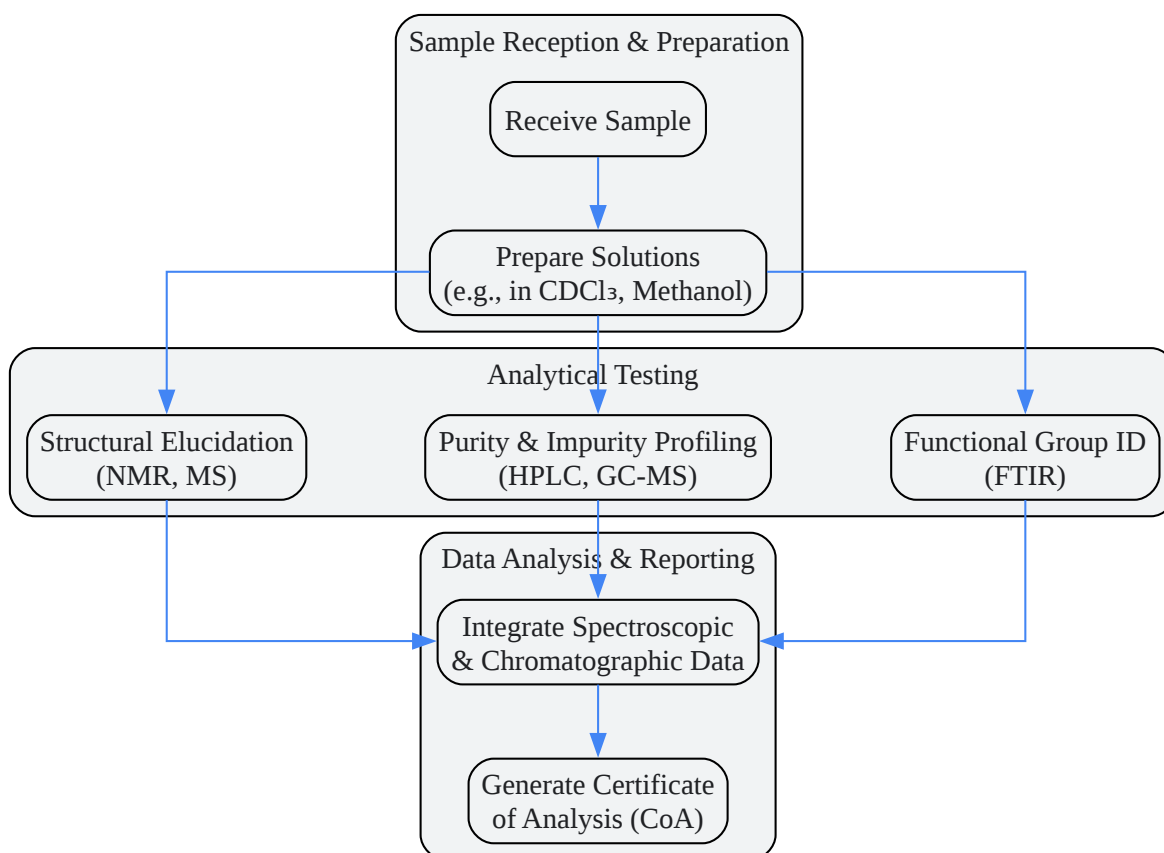 Sample Reception & Preparation
Receive Sample
Prepare Solutions
(e.g., in CDCl₃, Methanol)
Analytical Testing
Structural Elucidation
(NMR, MS)
Purity & Impurity Profiling
(HPLC, GC-MS)
Functional Group ID
(FTIR)
Data Analysis & Reporting
Integrate Spectroscopic
& Chromatographic Data
Generate Certificate
of Analysis (CoA)